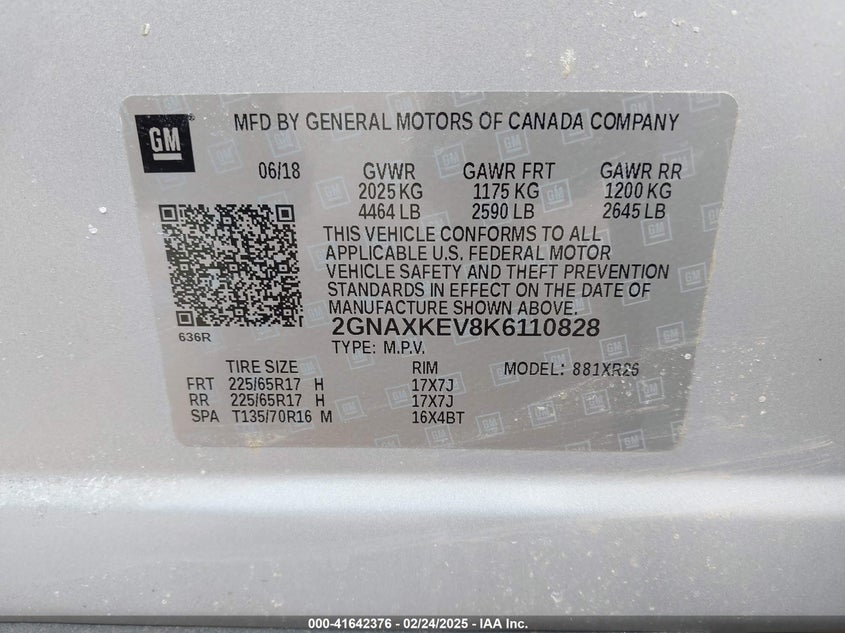 GM
MFD BY GENERAL MOTORS OF CANADA COMPANY
06/18 GVWR GAWR FRT GAWR RR
2025 KG 1175 KG 1200 KG
4464 LB 2590 LB 2645 LB
THIS VEHICLE CONFORMS TO ALL
APPLICABLE U.S. FEDERAL MOTOR
VEHICLE SAFETY AND THEFT PREVENTION
STANDARDS IN EFFECT ON THE DATE OF
MANUFACTURE SHOWN ABOVE.
2GNAXKEV8K6110828
636R
TYPE: M.P.V.
TIRE SIZE RIM MODEL: 881XR26
FRT 225/65R17 H 17X7J
RR 225/65R17 H 17X7J
SPA T135/70R16 M 16X4BT
000-41642376 - 02/24/2025 - IAA Inc.